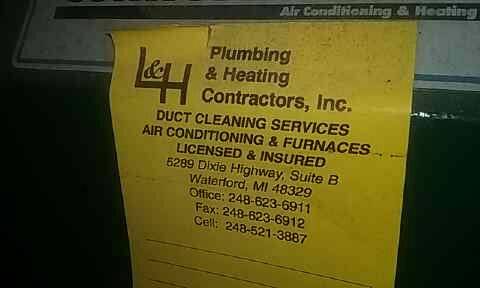 Air Conditioning & Heating
L&H Plumbing
& Heating
Contractors, Inc.
DUCT CLEANING SERVICES
AIR CONDITIONING & FURNACES
LICENSED & INSURED
5289 Dixie Highway, Suite B
Waterford, MI 48329
Office: 248-623-6911
Fax: 248-623-6912
Cell: 248-521-3887